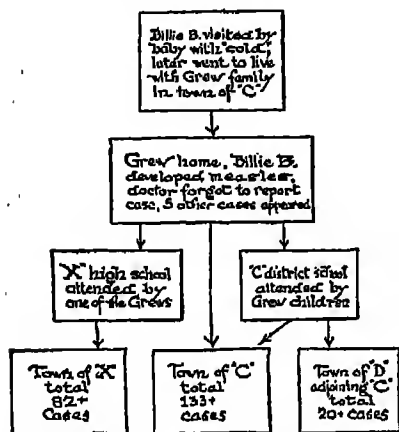 Billie B. visited by
baby with "cold,"
later went to live
with Grew family
in town of "C"
Grew home, Billie B.
developed measles,
doctor forgot to report
case, 5 other cases appeared
"X" high school
attended by
one of the Grews
"C" district school
attended by
Grew children
Town of "X"
total
82+
Cases
Town of "C"
total
133+
cases
Town of "D"
adjoining "C"
total
20+ cases